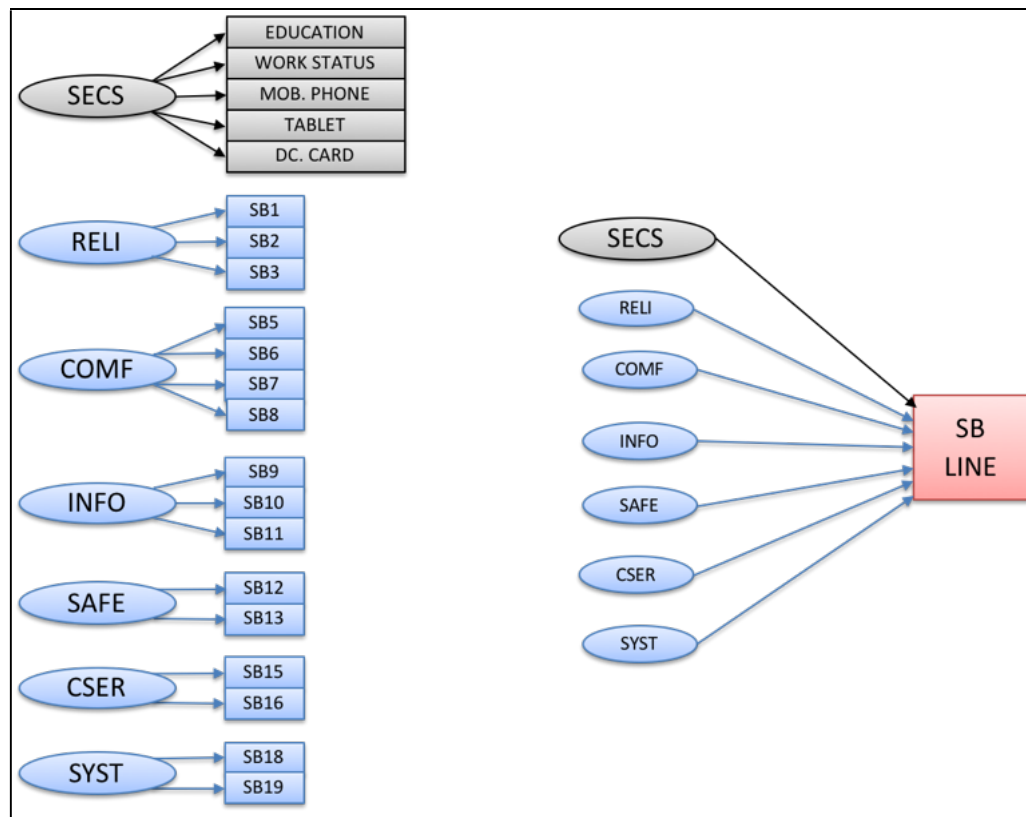 SECS
EDUCATION
WORK STATUS
MOB. PHONE
TABLET
DC. CARD
RELI
SB1
SB2
SB3
COMF
SB5
SB6
SB7
SB8
INFO
SB9
SB10
SB11
SAFE
SB12
SB13
CSER
SB15
SB16
SYST
SB18
SB19
SECS
RELI
COMF
INFO
SAFE
CSER
SYST
SB
LINE